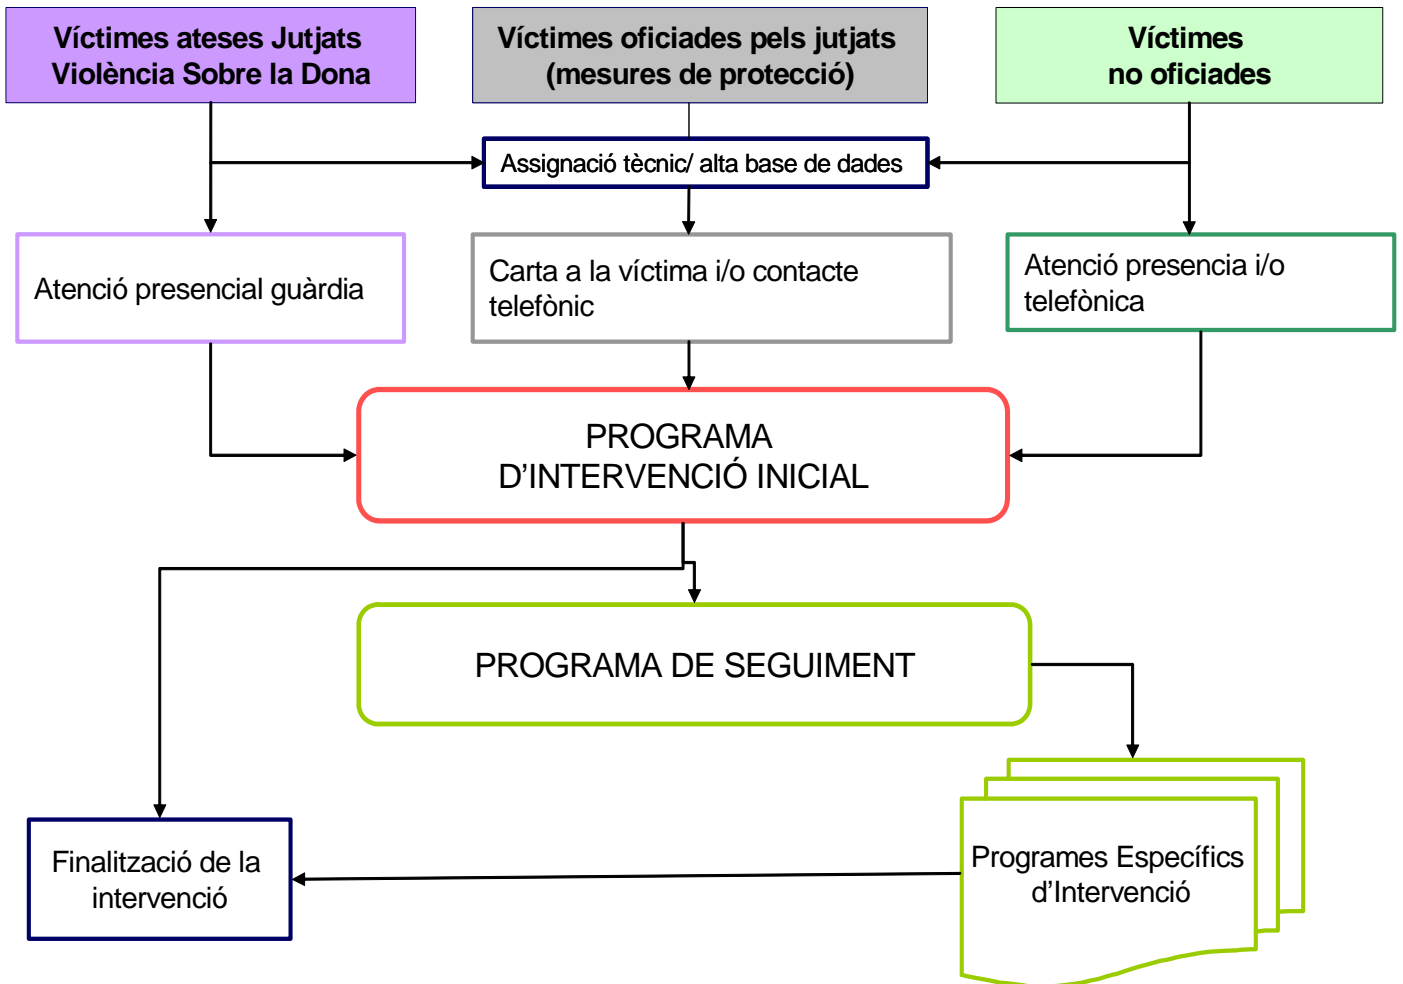 Víctimes ateses Jutjats
Violència Sobre la Dona
Víctimes oficiades pels jutjats
(mesures de protecció)
Víctimes
no oficiades
Assignació tècnic/ alta base de dades
Atenció presencial guàrdia
Carta a la víctima i/o contacte
telefònic
Atenció presencia i/o
telefònica
PROGRAMA
D’INTERVENCIÓ INICIAL
PROGRAMA DE SEGUIMENT
Finalització de la
intervenció
Programes Específics
d’Intervenció